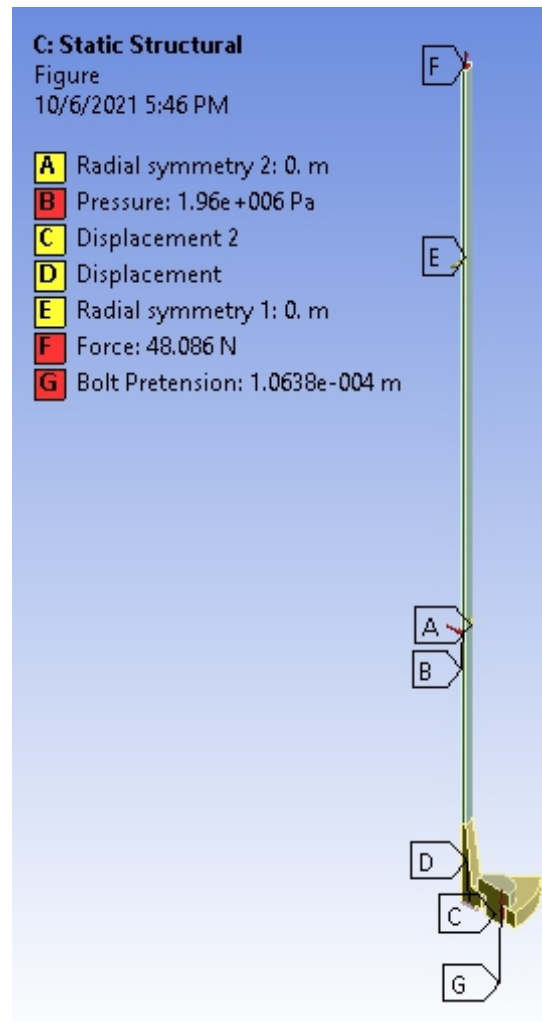 C: Static Structural
Figure
10/6/2021 5:46 PM
A Radial symmetry 2: 0. m
B Pressure: 1.96e+006 Pa
C Displacement 2
D Displacement
E Radial symmetry 1: 0. m
F Force: 48.086 N
G Bolt Pretension: 1.0638e-004 m
F
E
A
B
D
C
G